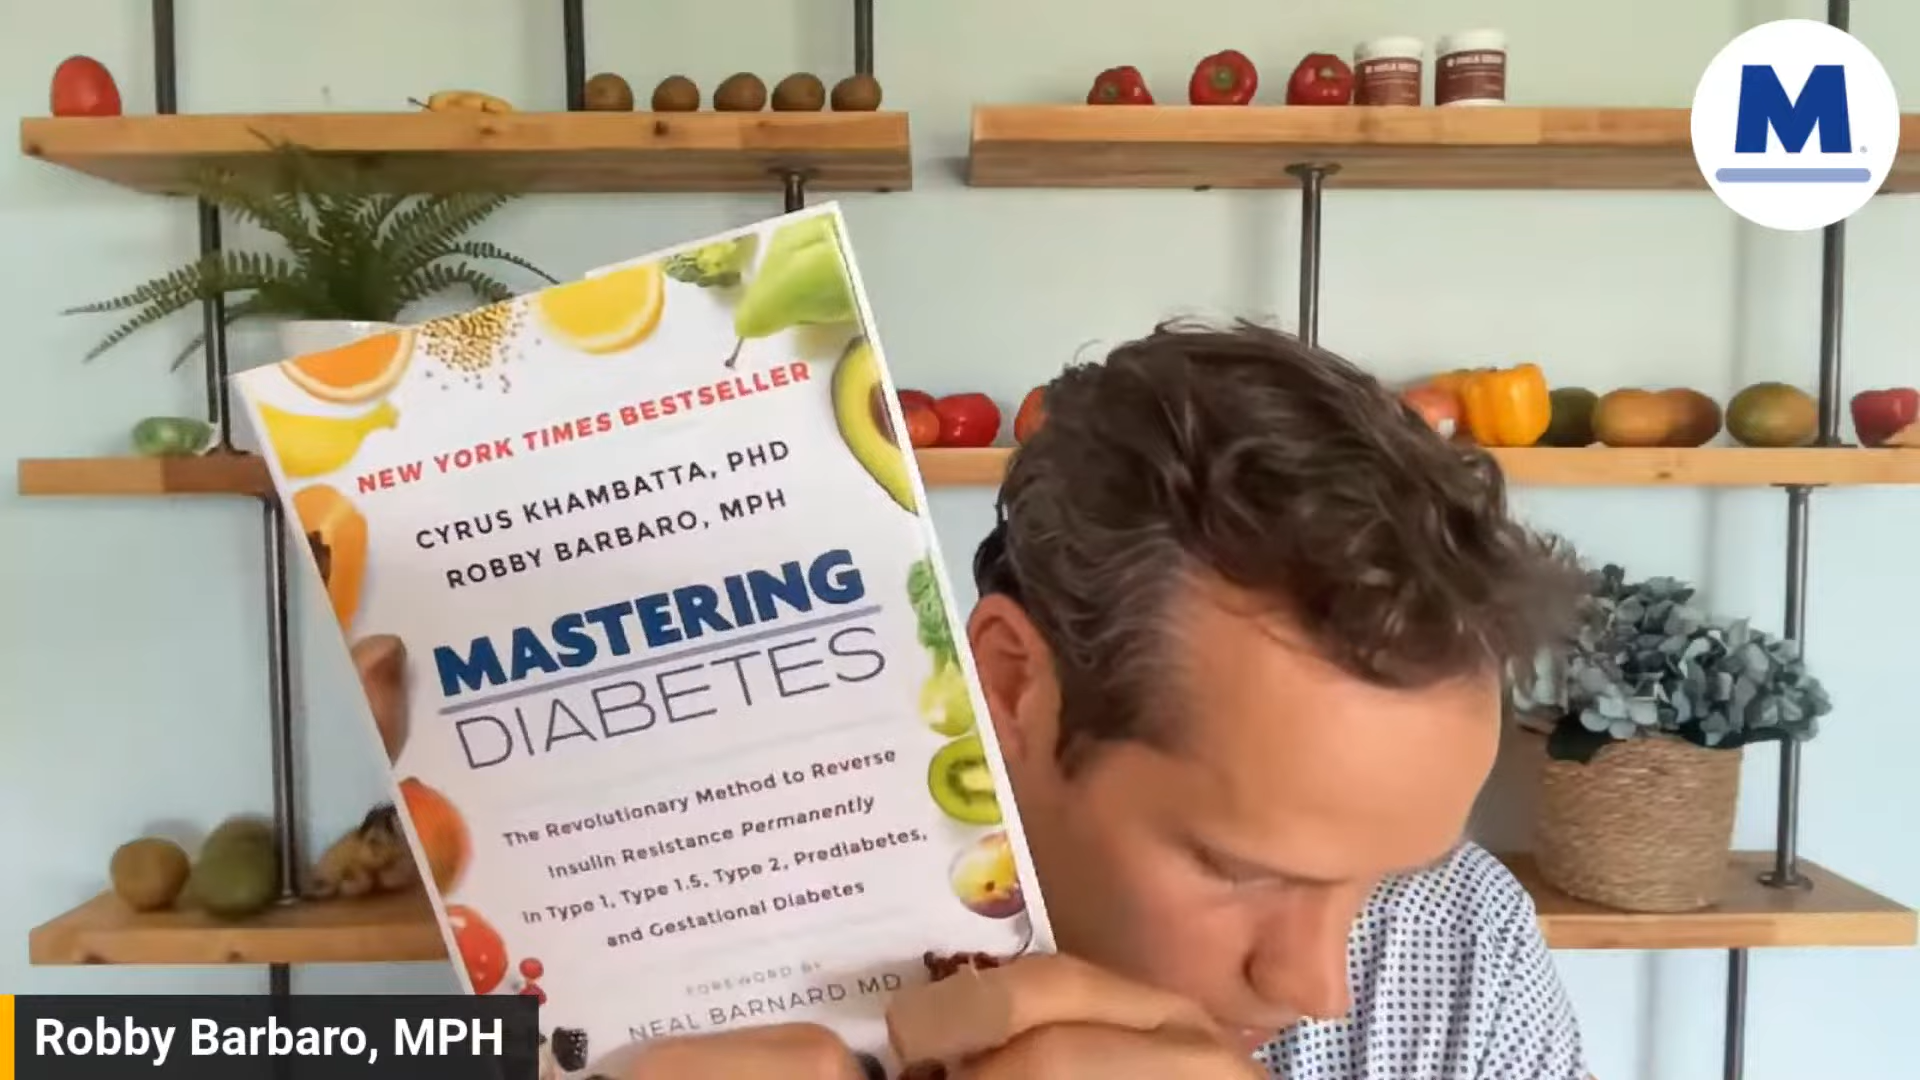 M
NEW YORK TIMES BESTSELLER
CYRUS KHAMBATTA, PHD
ROBBY BARBARO, MPH
MASTERING
DIABETES
The Revolutionary Method to Reverse
Insulin Resistance Permanently
in Type 1, Type 1.5, Type 2, Prediabetes,
and Gestational Diabetes
FOREWORD BY
NEAL BARNARD MD
Robby Barbaro, MPH